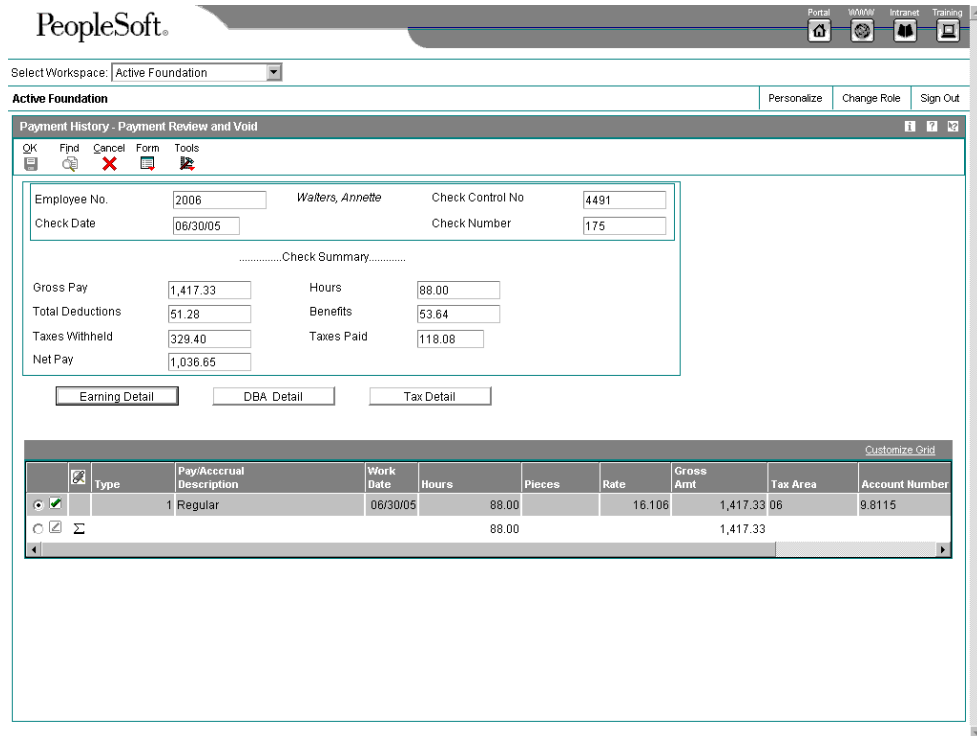 PeopleSoft®
Portal WWW Intranet Training
Select Workspace: Active Foundation
Active Foundation Personalize Change Role Sign Out
Payment History - Payment Review and Void
OK Find Cancel Form Tools
Employee No. 2006 Walters, Annette Check Control No 4491
Check Date 06/30/05 Check Number 175
...............Check Summary.............
Gross Pay 1,417.33 Hours 88.00
Total Deductions 51.28 Benefits 53.64
Taxes Withheld 329.40 Taxes Paid 118.08
Net Pay 1,036.65
Earning Detail DBA Detail Tax Detail
Customize Grid
Type Pay/Acccrual Description Work Date Hours Pieces Rate Gross Amt Tax Area Account Number
1 Regular 06/30/05 88.00 16.106 1,417.33 06 9.8115
Σ 88.00 1,417.33